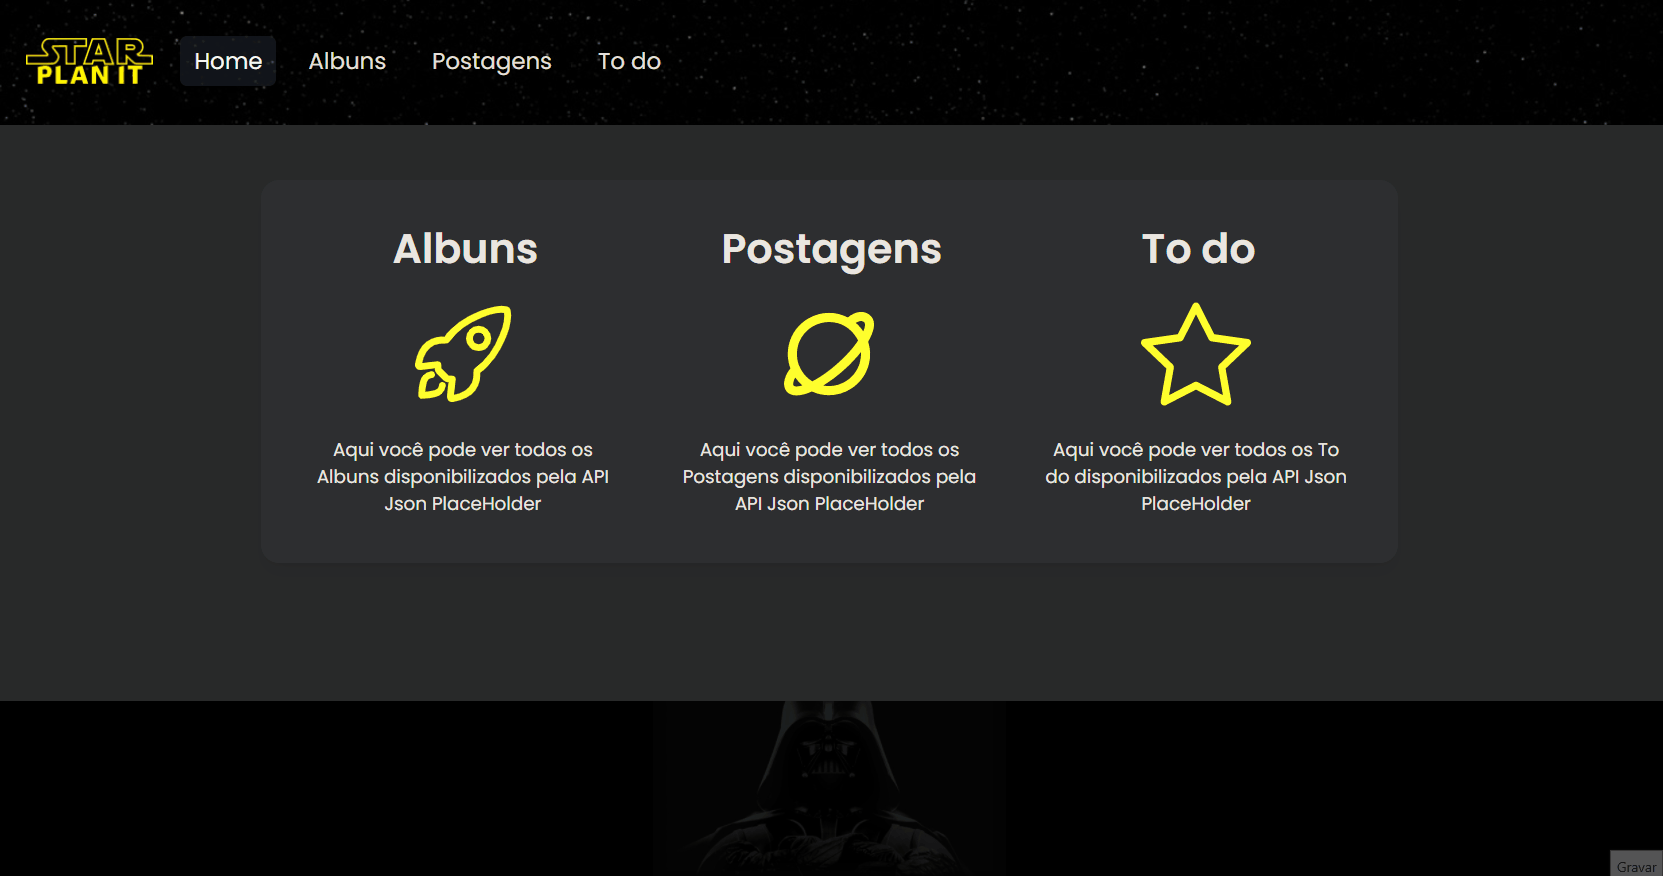 STAR
PLAN IT
Home
Albuns
Postagens
To do
Albuns
Postagens
To do
Aqui você pode ver todos os
Albuns disponibilizados pela API
Json PlaceHolder
Aqui você pode ver todos os
Postagens disponibilizados pela
API Json PlaceHolder
Aqui você pode ver todos os To
do disponibilizados pela API Json
PlaceHolder
Gravar